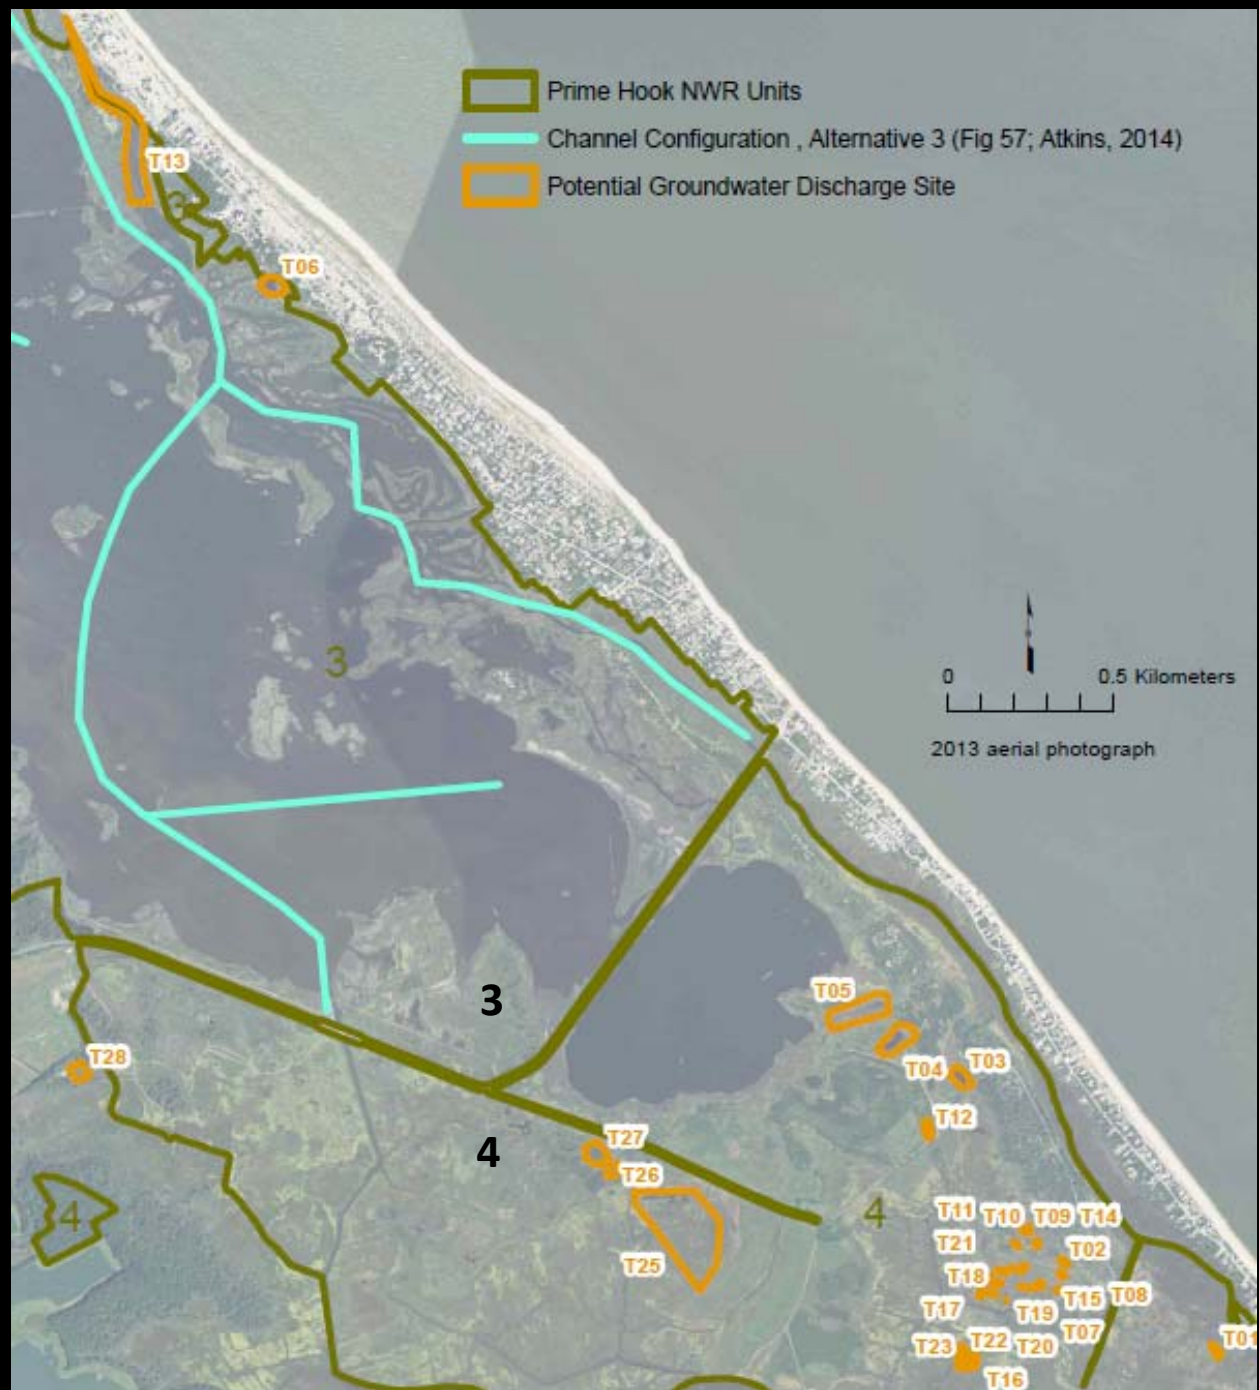 Prime Hook NWR Units
Channel Configuration , Alternative 3 (Fig 57; Atkins, 2014)
Potential Groundwater Discharge Site
T13
3
T06
3
0 0.5 Kilometers
2013 aerial photograph
3
T05
T28
T04 T03
T12
4
T27
T26
4
4
T11 T10 T09 T14
T21 T02
T25
T18
T17 T19 T15 T08
T23 T22 T20 T07 T01
T16